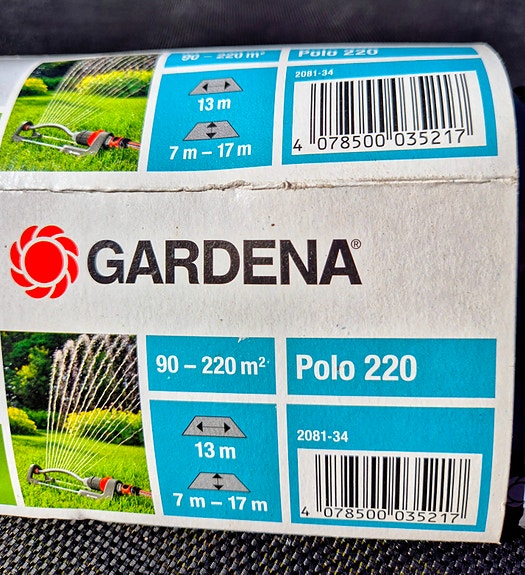 90 – 220 m²
Polo 220
13 m
7 m – 17 m
2081-34
4 078500 035217
GARDENA®
90 – 220 m²
Polo 220
13 m
7 m – 17 m
2081-34
4 078500 035217